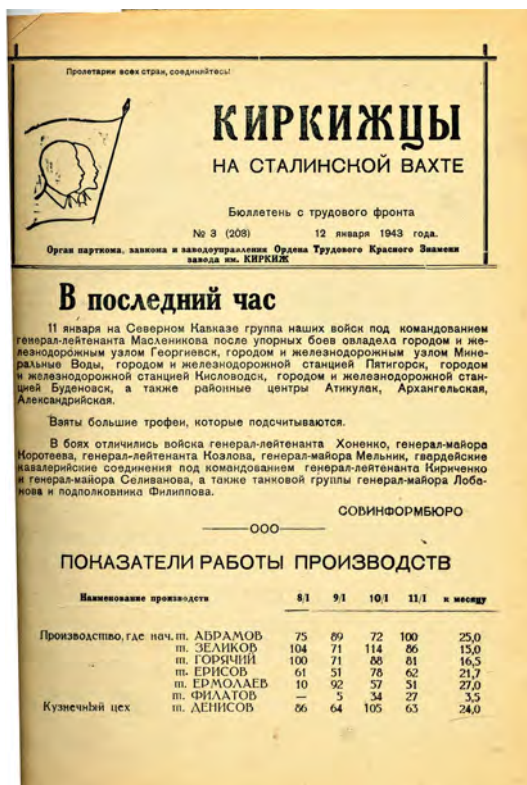 Пролетарии всех стран, соединяйтесь!
КИРКИЖЦЫ
НА СТАЛИНСКОЙ ВАХТЕ
Бюллетень с трудового фронта
№ 3 (208) 12 января 1943 года.
Орган парткома, завкома и заводоуправления Ордена Трудового Красного Знамени
завода им. КИРКИЖ
В последний час
11 января на Северном Кавказе группа наших войск под командованием
генерал-лейтенанта Масленикова после упорных боев овладела городом и же-
лезнодорожным узлом Георгиевск, городом и железнодорожным узлом Мине-
ральные Воды, городом и железнодорожной станцией Пятигорск, городом
и железнодорожной станцией Кисловодск, городом и железнодорожной стан-
цией Буденовск, а также районные центры Атикулак, Архангельская,
Александрийская.
Взяты большие трофеи, которые подсчитываются.
В боях отличились войска генерал-лейтенанта Хоненко, генерал-майора
Коротеева, генерал-лейтенанта Козлова, генерал-майора Мельник, гвардейские
кавалерийские соединения под командованием генерал-лейтенанта Кириченко
и генерал-майора Селиванова, а также танковой группы генерал-майора Лоба-
нова и подполковника Филиппова.
СОВИНФОРМБЮРО
ООО
ПОКАЗАТЕЛИ РАБОТЫ ПРОИЗВОДСТВ
Наименование производств 8/I 9/I 10/I 11/I к месяцу
Производство, где нач. т. АБРАМОВ 75 89 72 100 25,0
т. ЗЕЛИКОВ 104 71 114 86 15,0
т. ГОРЯЧИЙ 100 71 88 81 16,5
т. ЕРИСОВ 61 51 78 62 21,7
т. ЕРМОЛАЕВ 10 92 57 51 27,0
т. ФИЛАТОВ — 5 34 27 3,5
Кузнечный цех т. ДЕНИСОВ 86 64 105 63 24,0